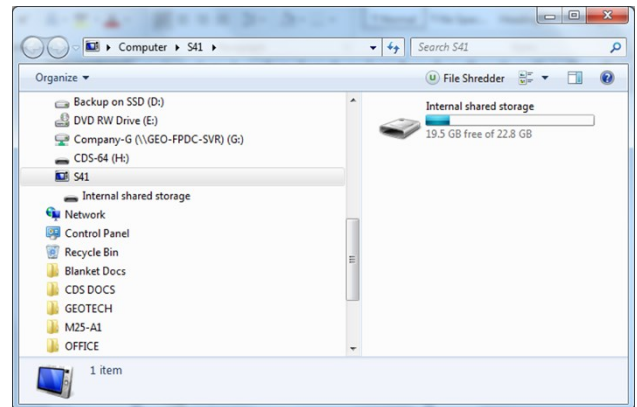 Computer ▸ S41 ▸
Search S41
Organize
File Shredder
Backup on SSD (D:)
DVD RW Drive (E:)
Company-G (\\GEO-FPDC-SVR) (G:)
CDS-64 (H:)
S41
Internal shared storage
Network
Control Panel
Recycle Bin
Blanket Docs
CDS DOCS
GEOTECH
M25-A1
OFFICE
Internal shared storage
19.5 GB free of 22.8 GB
1 item